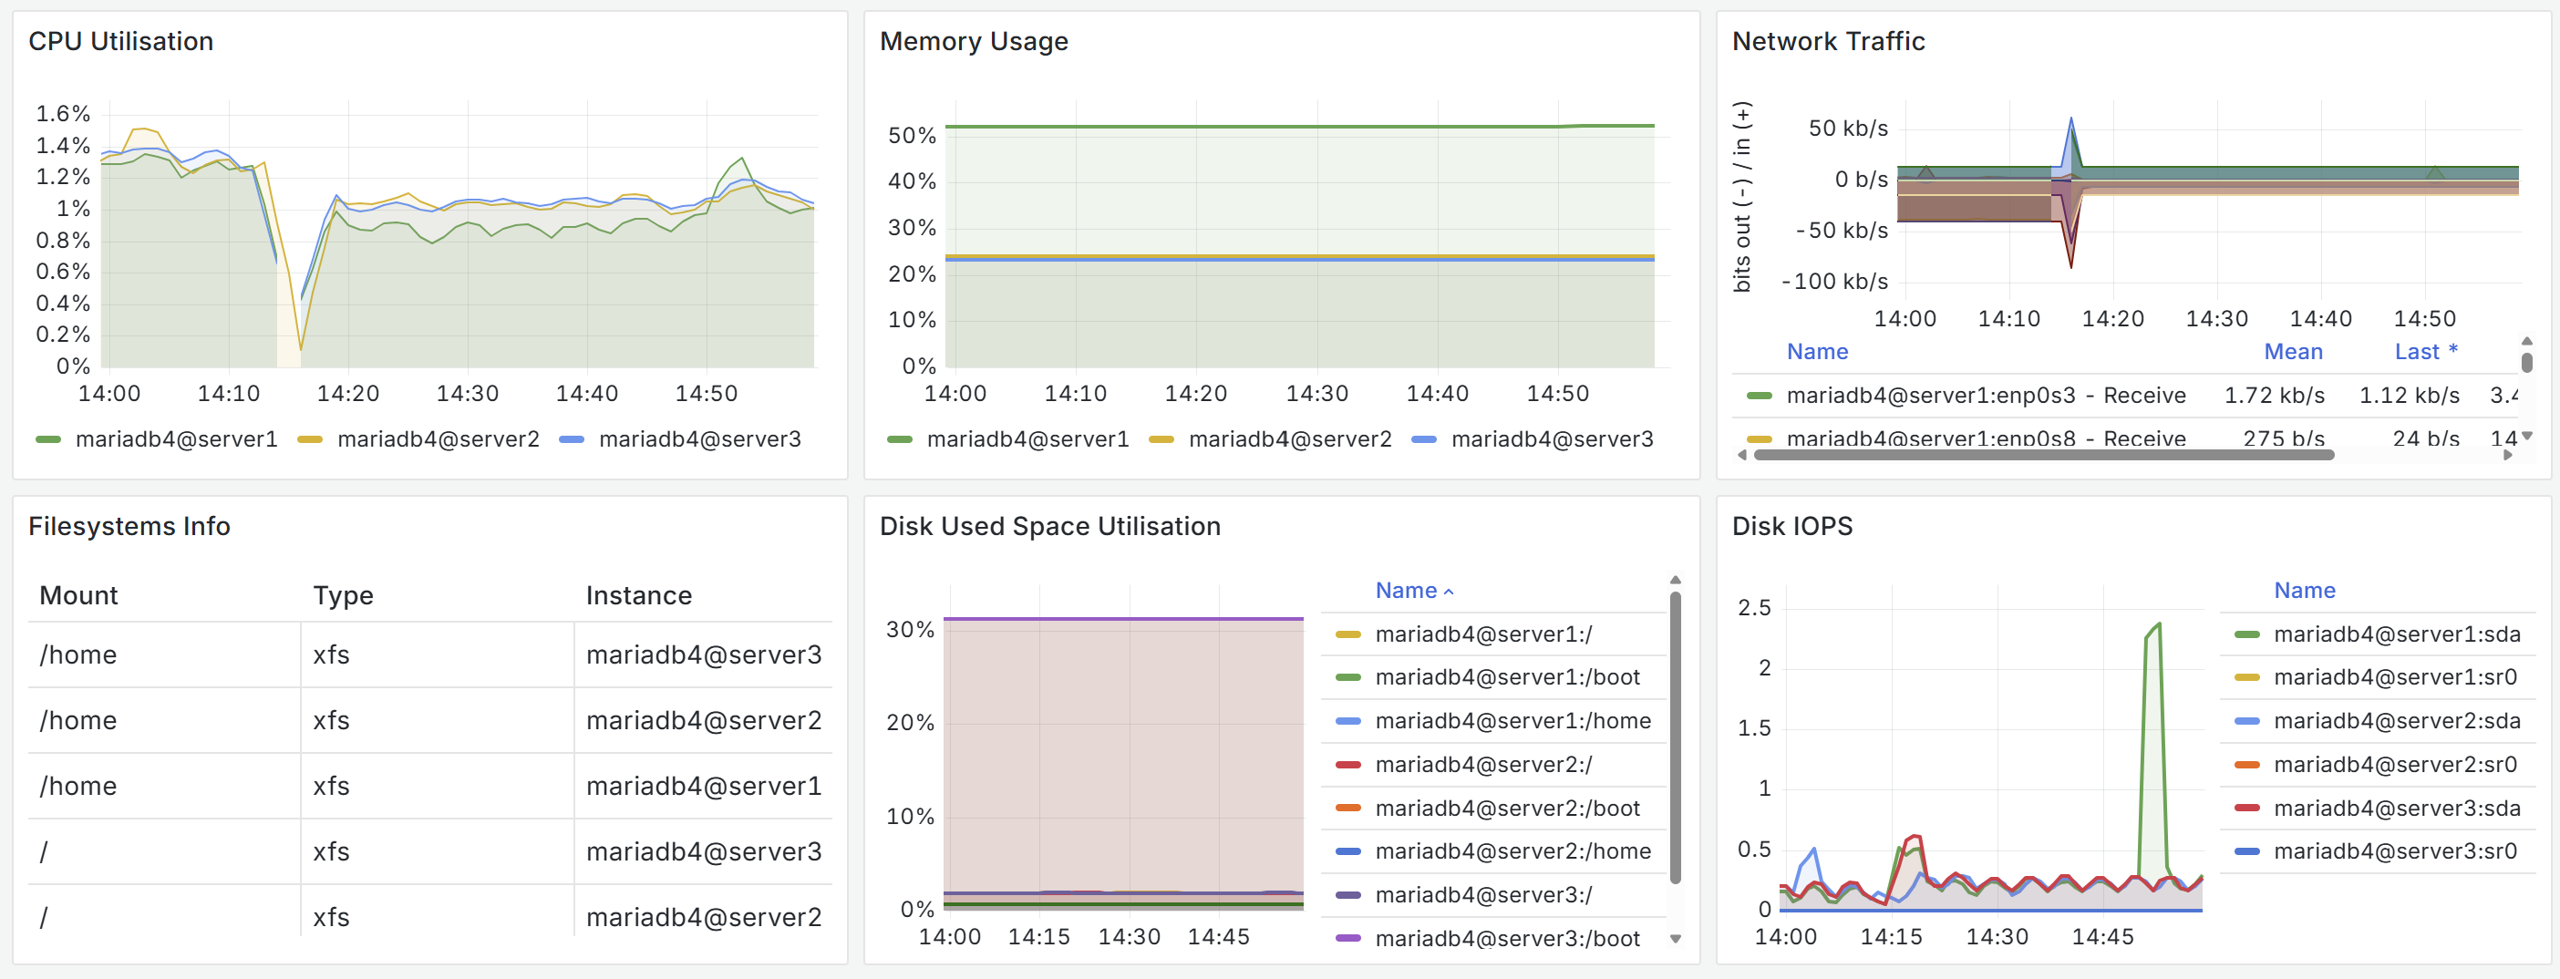 CPU Utilisation
1.6%
1.4%
1.2%
1%
0.8%
0.6%
0.4%
0.2%
0%
14:00 14:10 14:20 14:30 14:40 14:50
mariadb4@server1 mariadb4@server2 mariadb4@server3
Memory Usage
50%
40%
30%
20%
10%
0%
14:00 14:10 14:20 14:30 14:40 14:50
mariadb4@server1 mariadb4@server2 mariadb4@server3
Network Traffic
bits out (-) / in (+)
50 kb/s
0 b/s
-50 kb/s
-100 kb/s
14:00 14:10 14:20 14:30 14:40 14:50
Name Mean Last *
mariadb4@server1:enp0s3 - Receive 1.72 kb/s 1.12 kb/s 3.4
mariadb4@server1:enp0s8 - Receive 275 b/s 24 b/s 14
Filesystems Info
Mount Type Instance
/home xfs mariadb4@server3
/home xfs mariadb4@server2
/home xfs mariadb4@server1
/ xfs mariadb4@server3
/ xfs mariadb4@server2
Disk Used Space Utilisation
30%
20%
10%
0%
14:00 14:15 14:30 14:45
Name
mariadb4@server1:/
mariadb4@server1:/boot
mariadb4@server1:/home
mariadb4@server2:/
mariadb4@server2:/boot
mariadb4@server2:/home
mariadb4@server3:/
mariadb4@server3:/boot
Disk IOPS
2.5
2
1.5
1
0.5
0
14:00 14:15 14:30 14:45
Name
mariadb4@server1:sda
mariadb4@server1:sr0
mariadb4@server2:sda
mariadb4@server2:sr0
mariadb4@server3:sda
mariadb4@server3:sr0